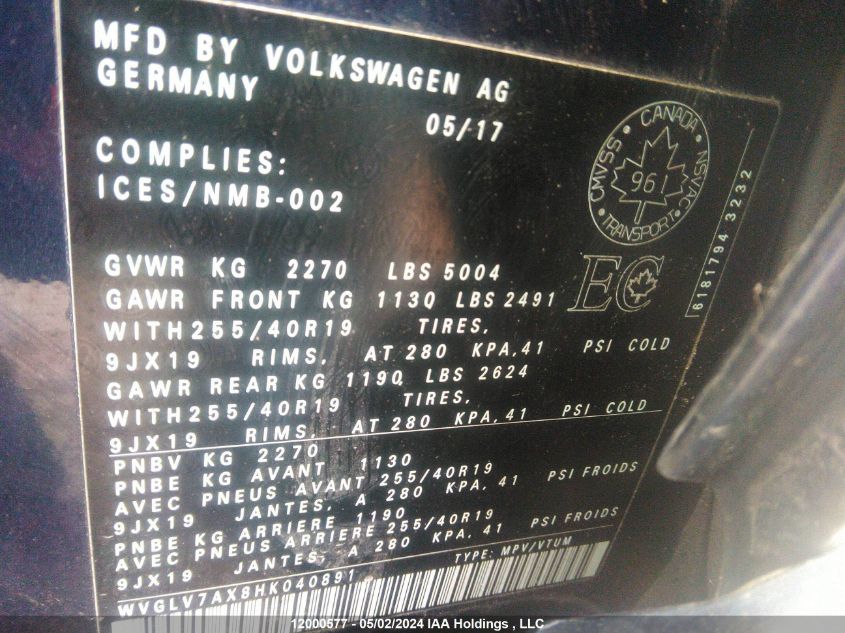 MFD BY VOLKSWAGEN AG
GERMANY
05/17
COMPLIES:
ICES/NMB-002
CANADA
CMVSS NSVAC
961
TRANSPORT
EC
6181794 3232
GVWR KG 2270 LBS 5004
GAWR FRONT KG 1130 LBS 2491
WITH255/40R19 TIRES,
9JX19 RIMS, AT 280 KPA,41 PSI COLD
GAWR REAR KG 1190 LBS 2624
WITH255/40R19 TIRES,
9JX19 RIMS, AT 280 KPA,41 PSI COLD
PNBV KG 2270
PNBE KG AVANT 1130
AVEC PNEUS AVANT 255/40R19
9JX19 JANTES, A 280 KPA, 41 PSI FROIDS
PNBE KG ARRIERE 1190
AVEC PNEUS ARRIERE 255/40R19
9JX19 JANTES, A 280 KPA, 41 PSI FROIDS
TYPE: MPV/VTUM
WVGLV7AX8HK040891
12000577 - 05/02/2024 IAA Holdings , LLC